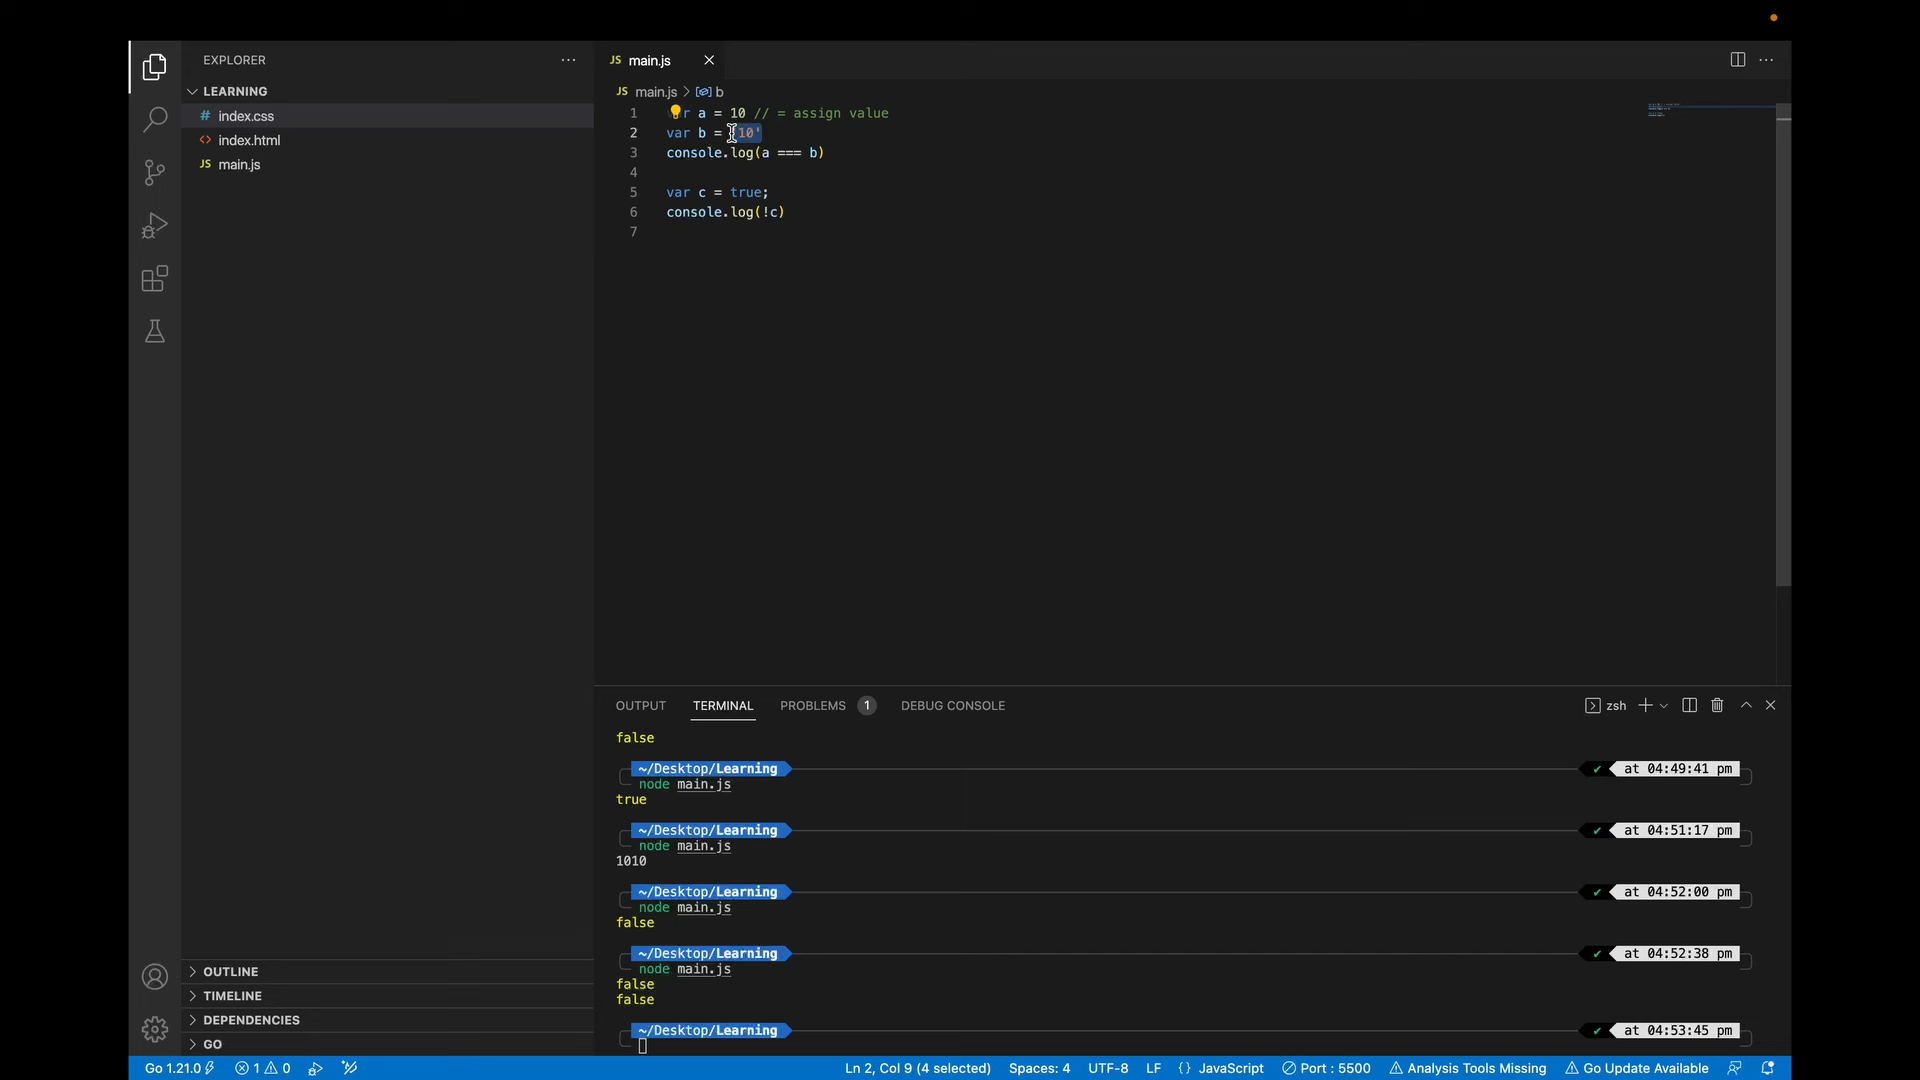 EXPLORER
LEARNING
index.css
index.html
JS main.js
OUTLINE
TIMELINE
DEPENDENCIES
GO
JS main.js
JS main.js > b
1 r a = 10 // = assign value
2 var b = 10'
3 console.log(a === b)
4
5 var c = true;
6 console.log(!c)
7
OUTPUT TERMINAL PROBLEMS 1 DEBUG CONSOLE
zsh
false
~/Desktop/Learning at 04:49:41 pm
node main.js
true
~/Desktop/Learning at 04:51:17 pm
node main.js
1010
~/Desktop/Learning at 04:52:00 pm
node main.js
false
~/Desktop/Learning at 04:52:38 pm
node main.js
false
false
~/Desktop/Learning at 04:53:45 pm
Go 1.21.0 1 0 Ln 2, Col 9 (4 selected) Spaces: 4 UTF-8 LF {} JavaScript Port : 5500 Analysis Tools Missing Go Update Available